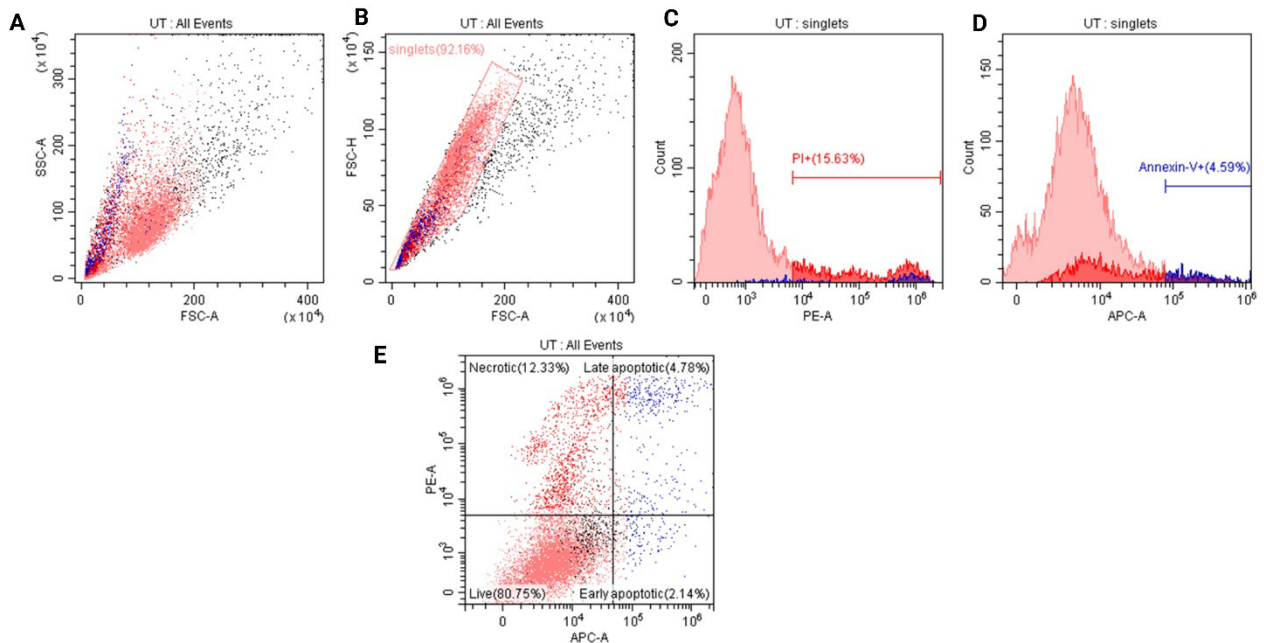 A
UT : All Events
(x 10⁴)
300
200
100
0
SSC-A
0
200
400
FSC-A
(x 10⁴)
B
UT : All Events
singlets(92.16%)
(x 10⁴)
150
100
50
0
FSC-H
0
200
400
FSC-A
(x 10⁴)
C
UT : singlets
200
100
0
Count
PI+(15.63%)
0
10³
10⁴
10⁵
10⁶
PE-A
D
UT : singlets
150
100
50
0
Count
Annexin-V+(4.59%)
0
10⁴
10⁵
10⁶
APC-A
E
UT : All Events
Necrotic(12.33%)
Late apoptotic(4.78%)
10⁶
10⁵
10⁴
10³
0
PE-A
Live(80.75%)
Early apoptotic(2.14%)
0
10⁴
10⁵
10⁶
APC-A